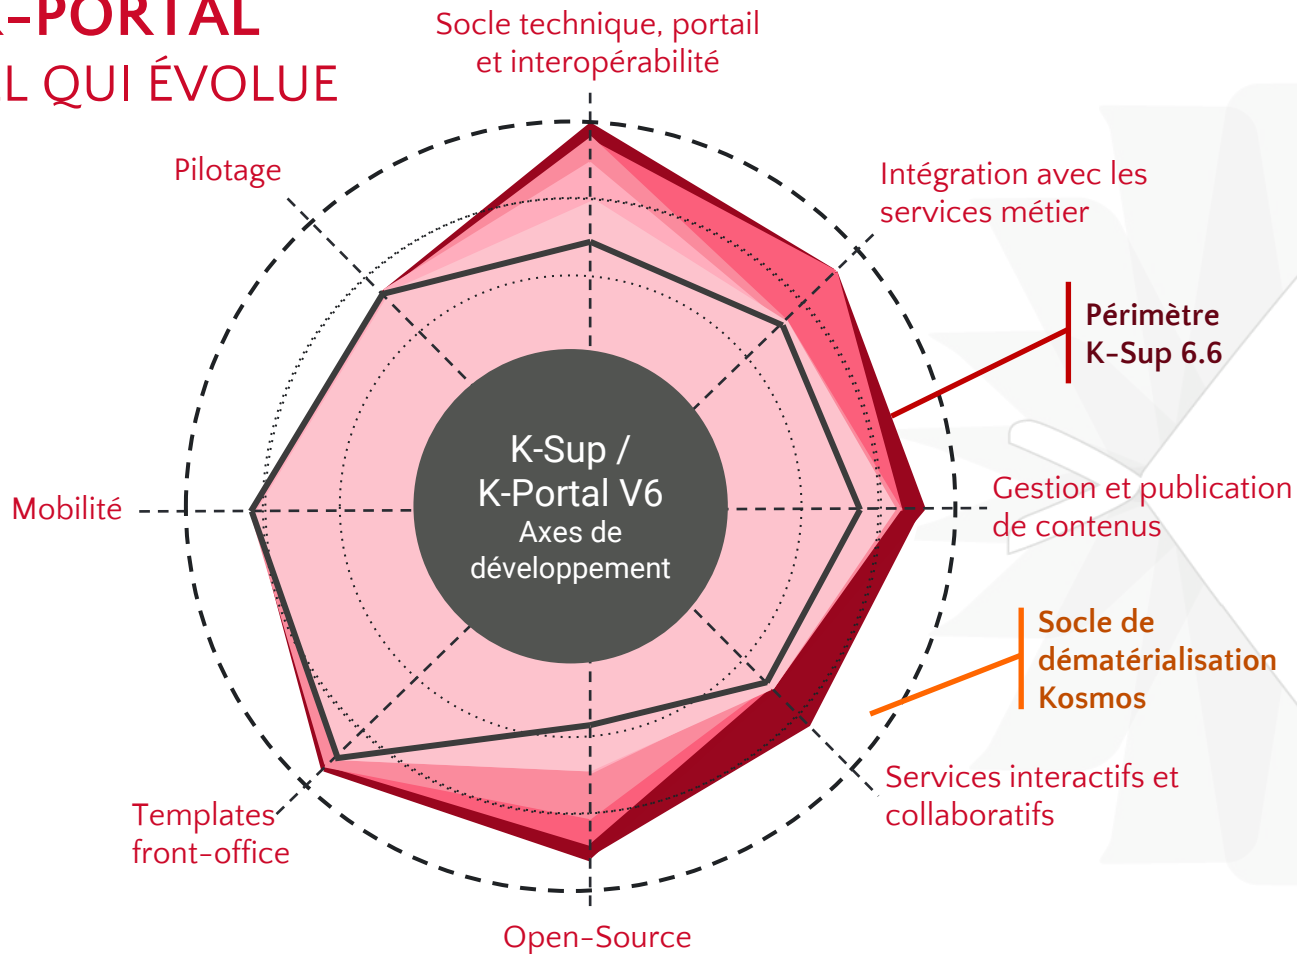 -PORTAL
L QUI ÉVOLUE
Socle technique, portail
et interopérabilité
Pilotage
Intégration avec les
services métier
Périmètre
K-Sup 6.6
K-Sup /
K-Portal V6
Axes de
développement
Mobilité
Gestion et publication
de contenus
Socle de
dématérialisation
Kosmos
Services interactifs et
collaboratifs
Templates
front-office
Open-Source